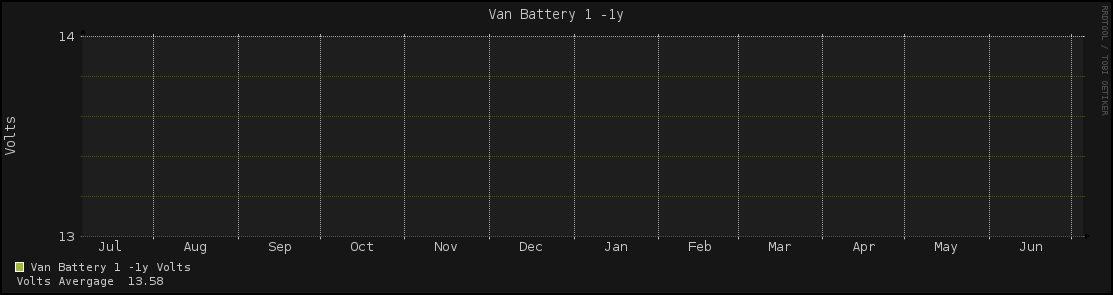 Van Battery 1 -1y
RRDTOOL / TOBI OETIKER
14
Volts
13
Jul Aug Sep Oct Nov Dec Jan Feb Mar Apr May Jun
Van Battery 1 -1y Volts
Volts Avergage 13.58